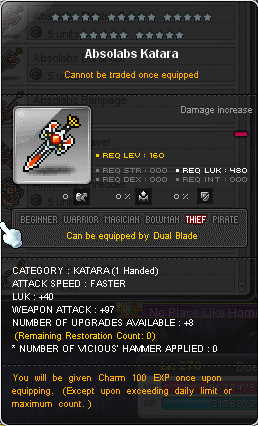 Absolabs Katara
Cannot be traded once equipped
Damage increase
REQ LEV : 160
REQ STR : 000 REQ LUK : 480
REQ DEX : 000 REQ INT : 000
0 0% 0
BEGINNER WARRIOR MAGICIAN BOWMAN THIEF PIRATE
Can be equipped by Dual Blade
CATEGORY : KATARA (1 Handed)
ATTACK SPEED : FASTER
LUK : +40
WEAPON ATTACK : +97
NUMBER OF UPGRADES AVAILABLE : +8
(Remaining Restoration Count: 0)
* NUMBER OF VICIOUS' HAMMER APPLIED : 0
You will be given Charm 100 EXP once upon
equipping. (Except upon exceeding daily limit or
maximum count. )